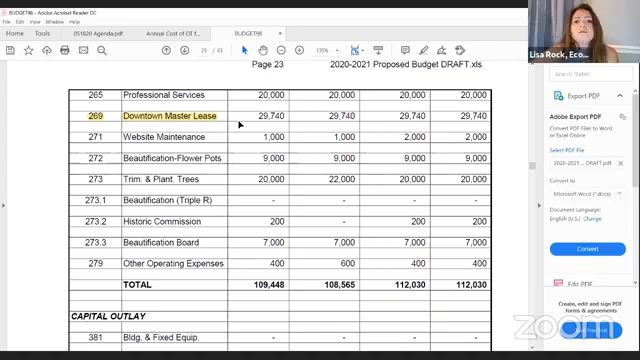 BUDGET98 - Adobe Acrobat Reader DC
File Edit View Window Help
051820 Agenda.pdf
Annual Cost of OT f...
BUDGET98 ×
23 / 63
135%
Page 23 2020-2021 Proposed Budget DRAFT.xls
265 Professional Services 20,000 20,000 20,000 20,000
269 Downtown Master Lease 29,740 29,740 29,740 29,740
271 Website Maintenance 1,000 1,000 2,000 2,000
272 Beautification-Flower Pots 9,000 9,000 9,000 9,000
273 Trim. & Plant. Trees 20,000 22,000 20,000 20,000
273.1 Beautification (Triple R) - - - -
273.2 Historic Commission 200 - 200 200
273.3 Beautification Board 7,000 7,000 7,000 7,000
279 Other Operating Expenses 400 600 400 400
TOTAL 109,448 108,565 112,030 112,030
CAPITAL OUTLAY
381 Bldg. & Fixed Equip. - - - -
Lisa Rock, Eco...
Search
Export PDF
Adobe Export PDF
Convert PDF Files to Word or Excel Online
Select PDF File
2020-2021 ... DRAFT.pdf ×
Convert to
Microsoft Word (*.docx)
Document Language:
English (U.S.) Change
Convert
Edit PDF
Create, edit and sign PDF forms & agreements
zoom